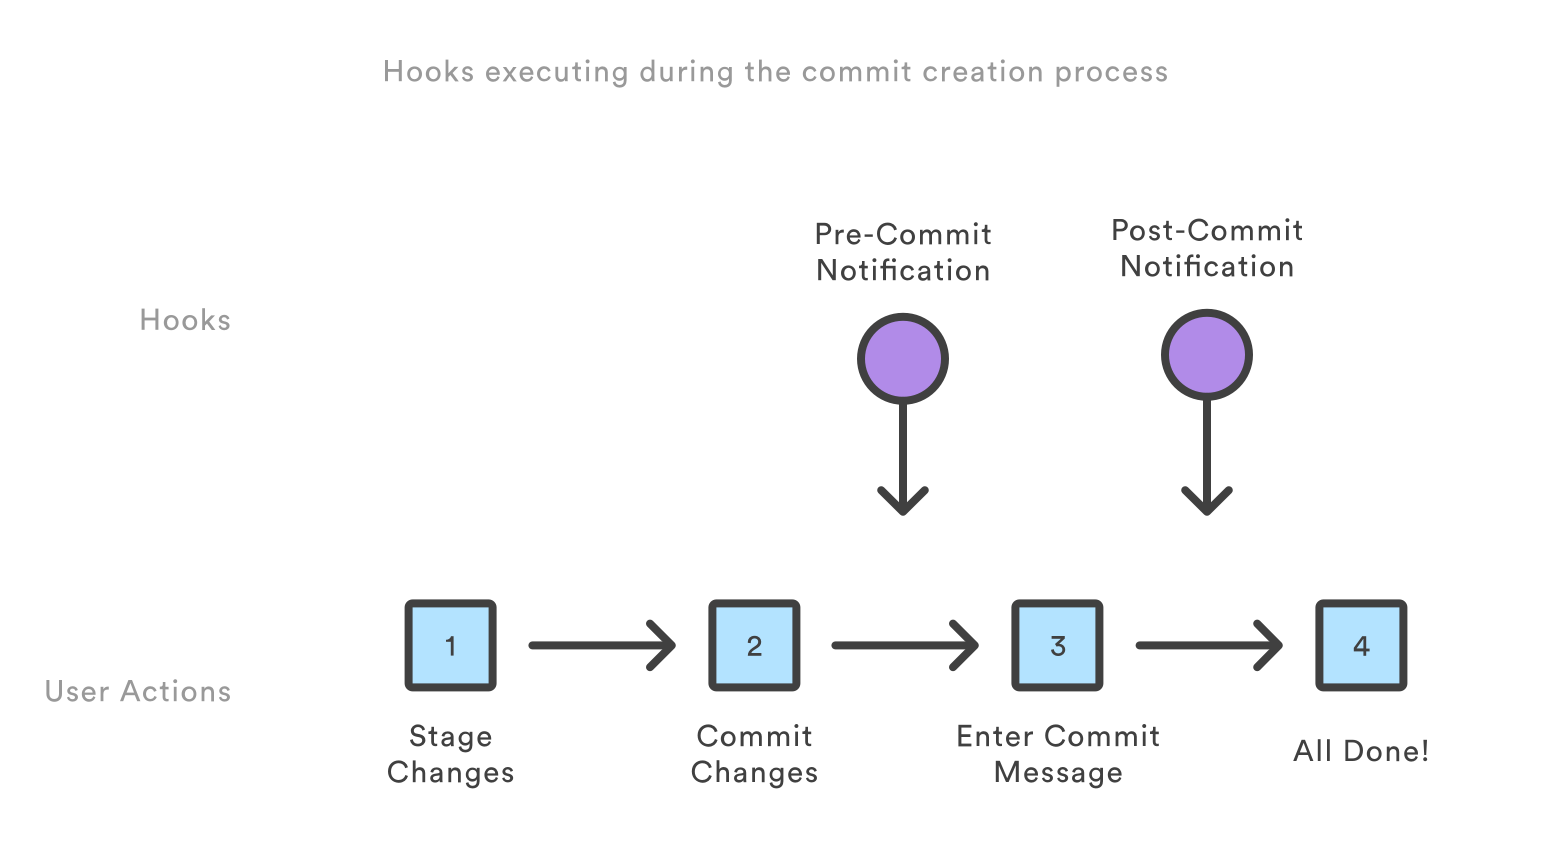 Hooks executing during the commit creation process
Pre-Commit
Notification
Post-Commit
Notification
Hooks
1
2
3
4
User Actions
Stage
Changes
Commit
Changes
Enter Commit
Message
All Done!